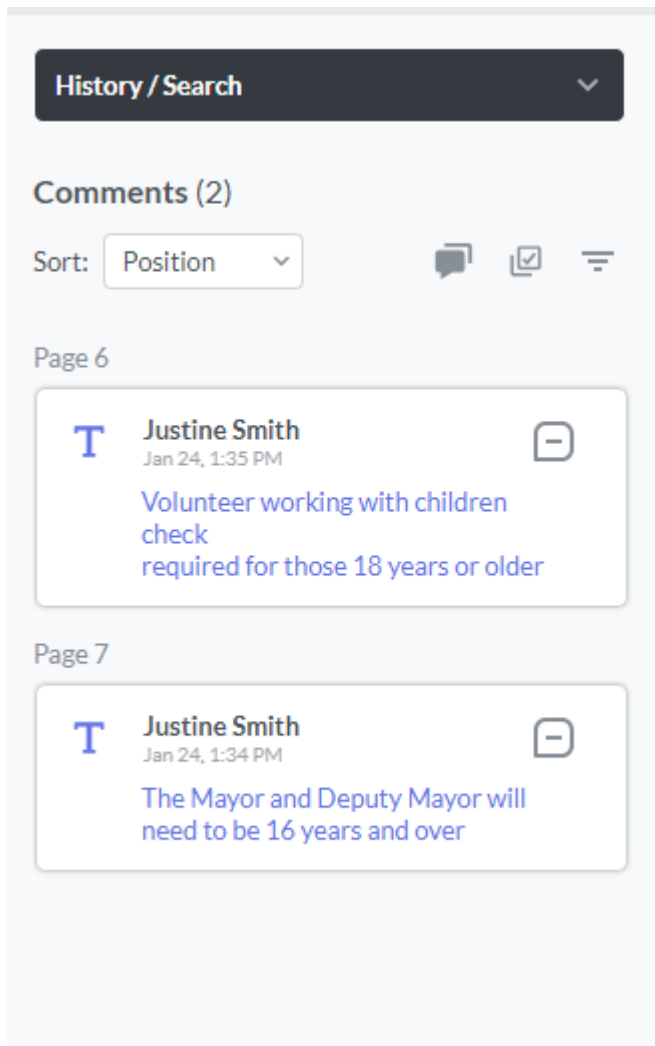 History / Search
Comments (2)
Sort: Position
Page 6
T Justine Smith
Jan 24, 1:35 PM
Volunteer working with children
check
required for those 18 years or older
Page 7
T Justine Smith
Jan 24, 1:34 PM
The Mayor and Deputy Mayor will
need to be 16 years and over